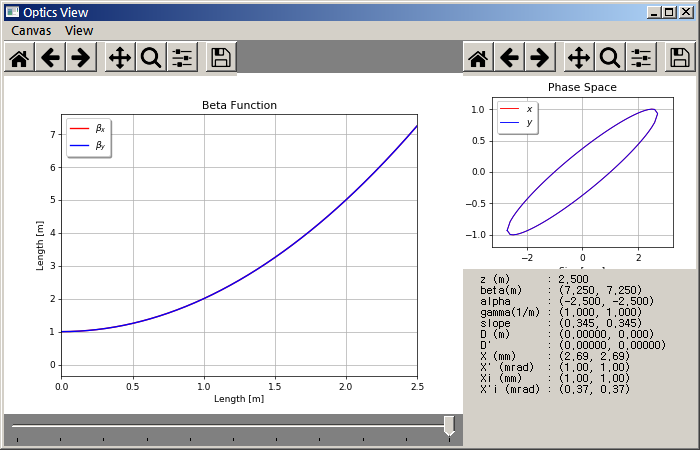 Optics View
Canvas View
Beta Function
βx
βy
7
6
5
4
3
2
1
0
Length [m]
0.0 0.5 1.0 1.5 2.0 2.5
Length [m]
Phase Space
x
y
1.0
0.5
0.0
−0.5
−1.0
−2 0 2
z (m) : 2,500
beta(m) : (7,250, 7,250)
alpha : (-2,500, -2,500)
gamma(1/m) : (1,000, 1,000)
slope : (0,345, 0,345)
D (m) : (0,00000, 0,000)
D' : (0,00000, 0,00000)
X (mm) : (2,69, 2,69)
X' (mrad) : (1,00, 1,00)
Xi (mm) : (1,00, 1,00)
X'i (mrad) : (0,37, 0,37)